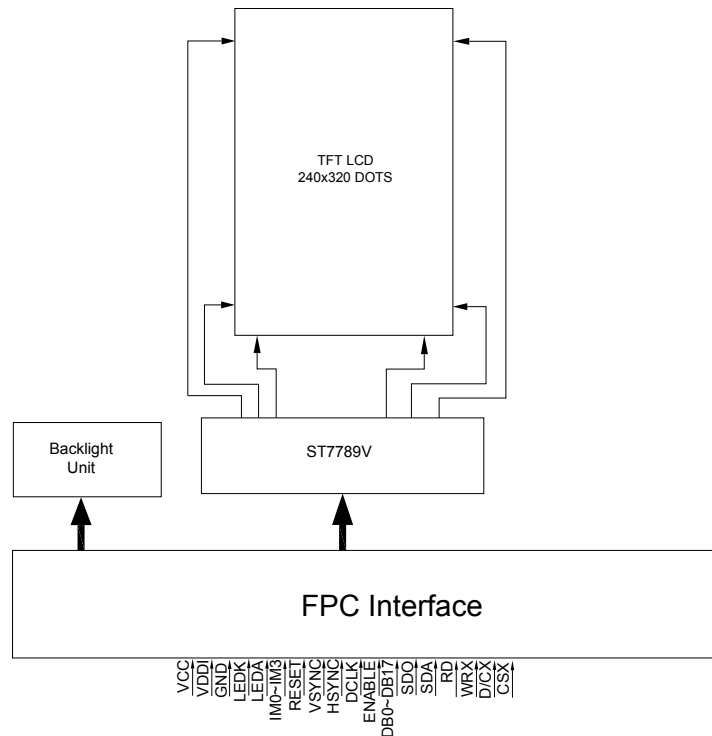 TFT LCD
240x320 DOTS
ST7789V
Backlight
Unit
FPC Interface
VCC
VDDI
GND
LEDK
LEDA
IM0~IM3
RESET
VSYNC
HSYNC
DCLK
ENABLE
DB0~DB17
SDO
SDA
RD
WRX
D/CX
CSX